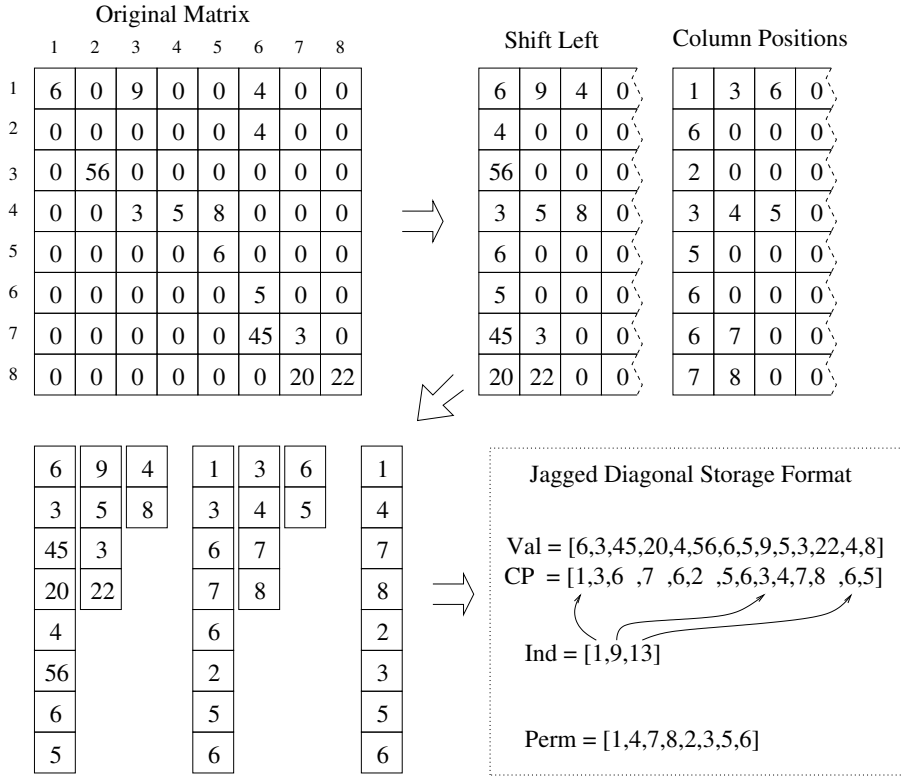 Original Matrix
1 2 3 4 5 6 7 8
1 6 0 9 0 0 4 0 0
2 0 0 0 0 0 4 0 0
3 0 56 0 0 0 0 0 0
4 0 0 3 5 8 0 0 0
5 0 0 0 0 6 0 0 0
6 0 0 0 0 0 5 0 0
7 0 0 0 0 0 45 3 0
8 0 0 0 0 0 0 20 22
Shift Left
6 9 4 0
4 0 0 0
56 0 0 0
3 5 8 0
6 0 0 0
5 0 0 0
45 3 0 0
20 22 0 0
Column Positions
1 3 6 0
6 0 0 0
2 0 0 0
3 4 5 0
5 0 0 0
6 0 0 0
6 7 0 0
7 8 0 0
6 9 4
3 5 8
45 3
20 22
4
56
6
5
1 3 6
3 4 5
6 7
7 8
6
2
5
6
1
4
7
8
2
3
5
6
Jagged Diagonal Storage Format
Val = [6,3,45,20,4,56,6,5,9,5,3,22,4,8]
CP = [1,3,6 ,7 ,6,2 ,5,6,3,4,7,8 ,6,5]
Ind = [1,9,13]
Perm = [1,4,7,8,2,3,5,6]